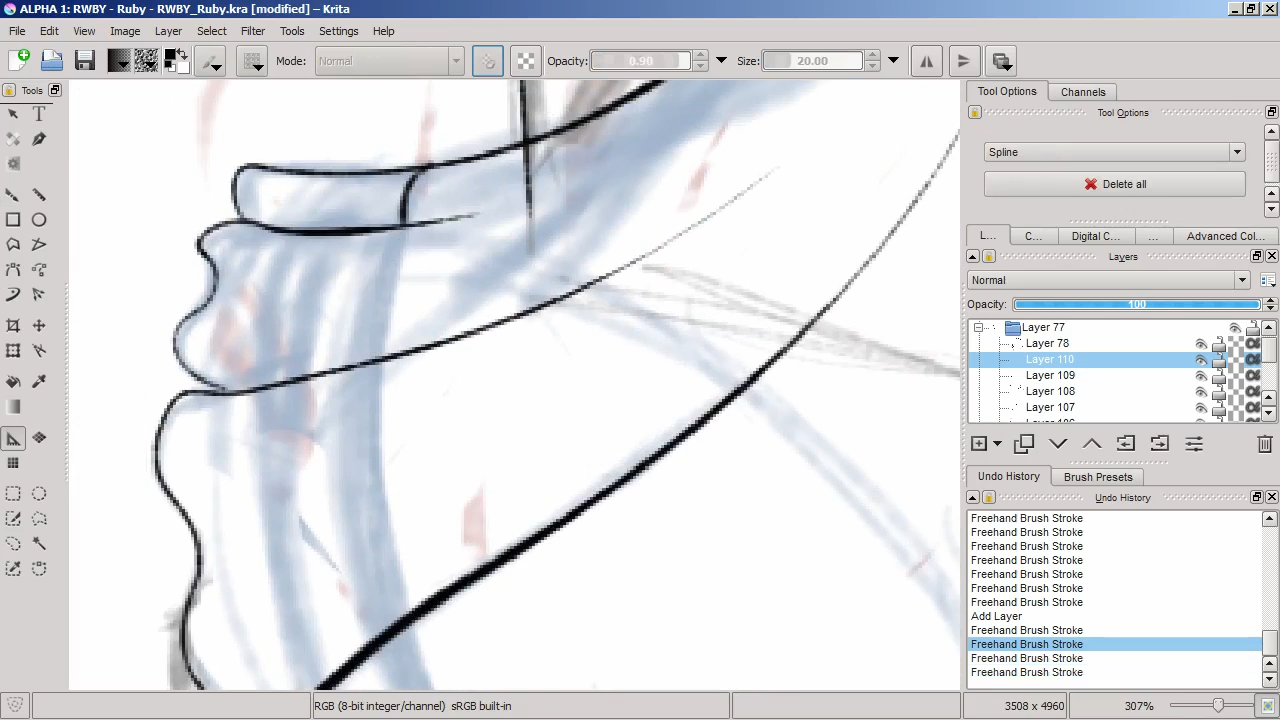 ALPHA 1: RWBY - Ruby - RWBY_Ruby.kra [modified] – Krita
File Edit View Image Layer Select Filter Tools Settings Help
Mode: Normal Opacity: 0.90 Size: 20.00
Tools
Tool Options Channels
Tool Options
Spline
Delete all
L... C... Digital C... ... Advanced Col...
Layers
Normal
Opacity: 100
Layer 77
Layer 78
Layer 110
Layer 109
Layer 108
Layer 107
Undo History Brush Presets
Undo History
Freehand Brush Stroke
Freehand Brush Stroke
Freehand Brush Stroke
Freehand Brush Stroke
Freehand Brush Stroke
Freehand Brush Stroke
Freehand Brush Stroke
Add Layer
Freehand Brush Stroke
Freehand Brush Stroke
Freehand Brush Stroke
Freehand Brush Stroke
RGB (8-bit integer/channel) sRGB built-in
3508 x 4960
307%